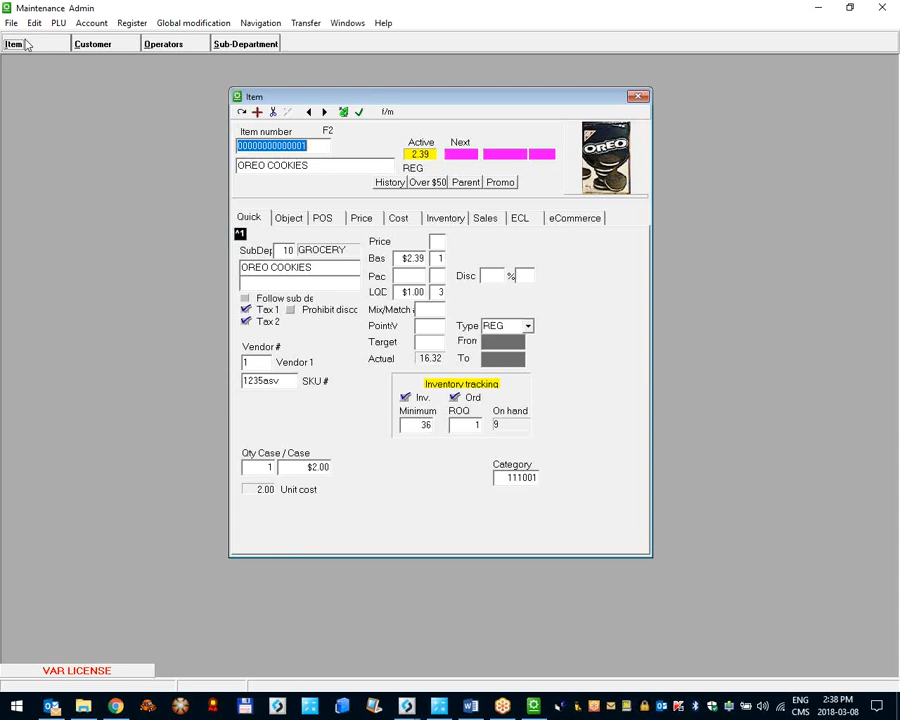 Maintenance Admin
File Edit PLU Account Register Global modification Navigation Transfer Windows Help
Item Customer Operators Sub-Department
Item
f/m
Item number F2
00000000000001
OREO COOKIES
Active Next
2.39
REG
History Over $50 Parent Promo
OREO
Quick Object POS Price Cost Inventory Sales ECL eCommerce
^1
SubDep 10 GROCERY
OREO COOKIES
Follow sub de
Tax 1 Prohibit discc
Tax 2
Vendor #
1 Vendor 1
1235asv SKU #
Price
Bas $2.39 1
Pac Disc %
LQD $1.00 3
Mix/Match #
Point/V Type REG
Target From
Actual 16.32 To
Inventory tracking
Inv. Ord
Minimum ROQ On hand
36 1 9
Qty Case / Case
1 $2.00
2.00 Unit cost
Category
111001
VAR LICENSE
ENG 2:38 PM
CMS 2018-03-08